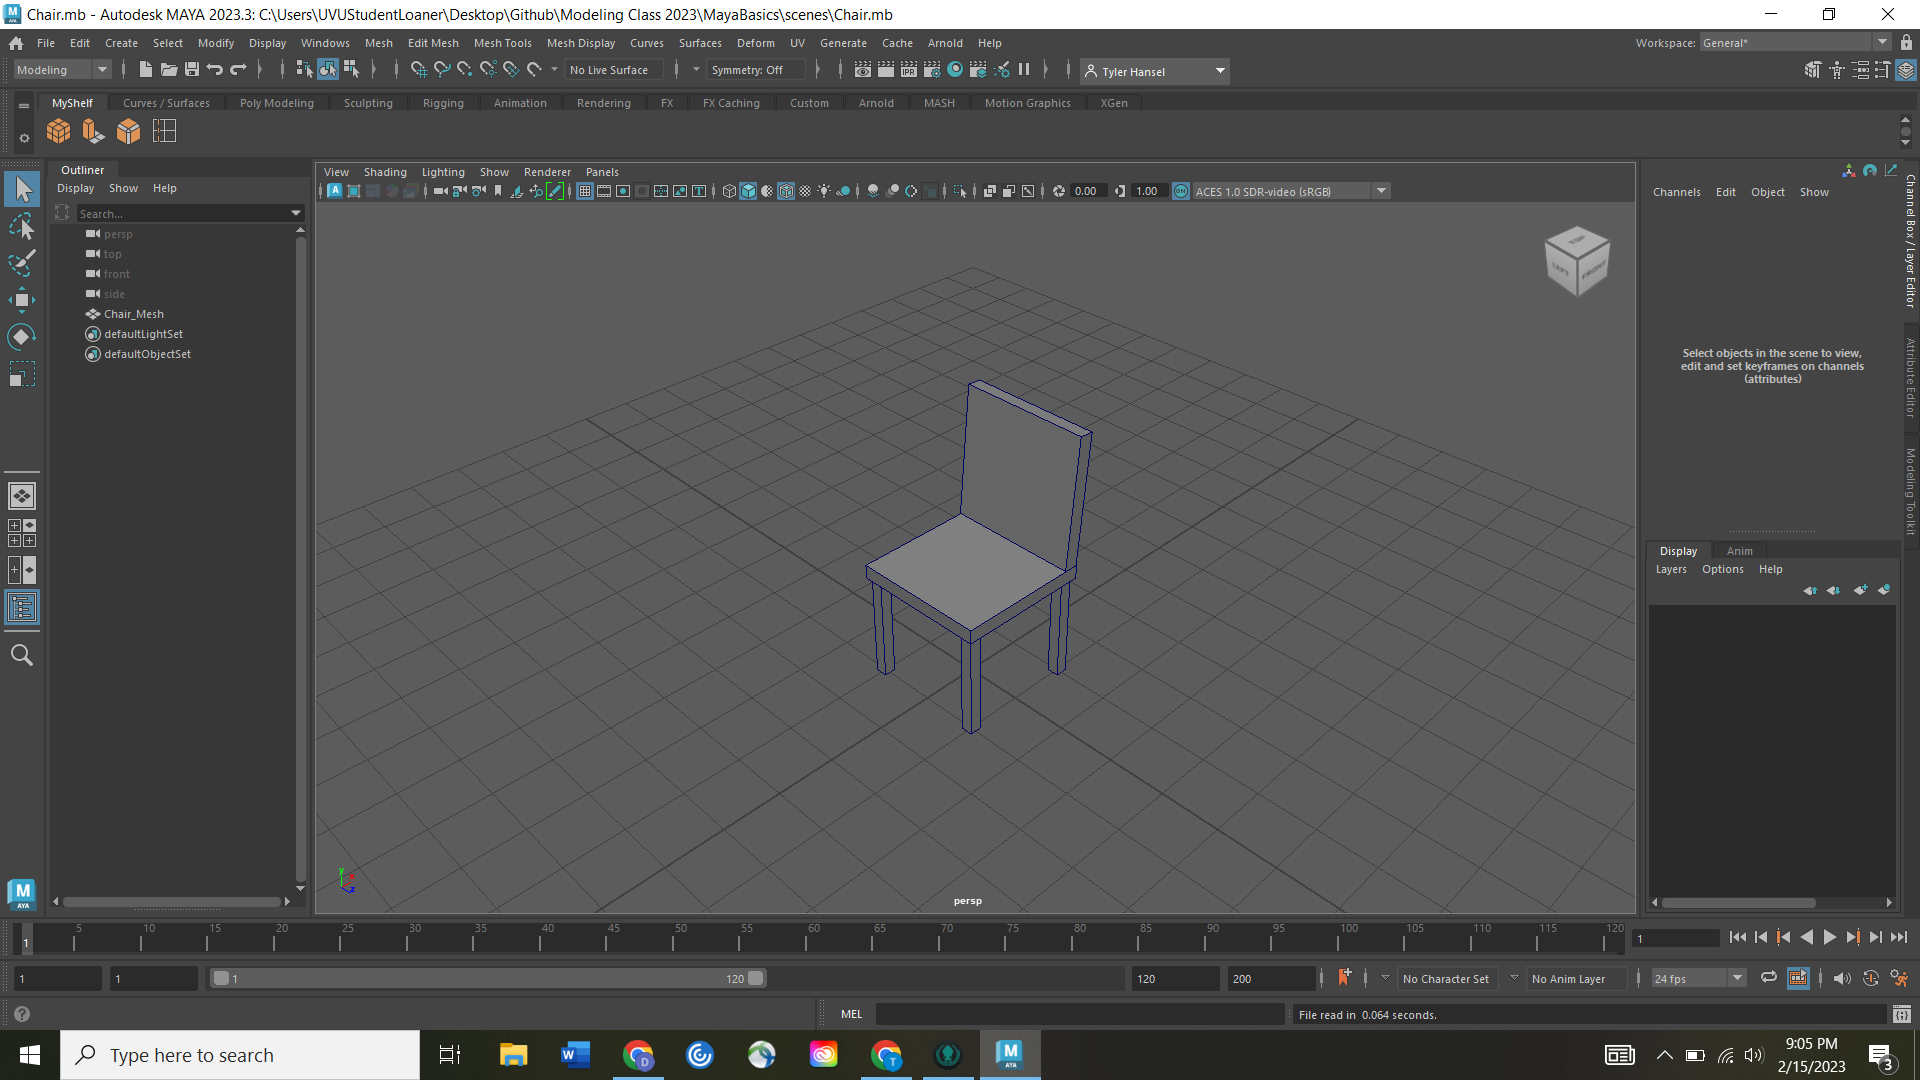 Chair.mb - Autodesk MAYA 2023.3: C:\Users\UVUStudentLoaner\Desktop\Github\Modeling Class 2023\MayaBasics\scenes\Chair.mb
File Edit Create Select Modify Display Windows Mesh Edit Mesh Mesh Tools Mesh Display Curves Surfaces Deform UV Generate Cache Arnold Help
Workspace: General*
Modeling No Live Surface Symmetry: Off IPR Tyler Hansel
MyShelf Curves / Surfaces Poly Modeling Sculpting Rigging Animation Rendering FX FX Caching Custom Arnold MASH Motion Graphics XGen
Outliner
Display Show Help
Search...
persp
top
front
side
Chair_Mesh
defaultLightSet
defaultObjectSet
View Shading Lighting Show Renderer Panels
0.00 1.00 ON ACES 1.0 SDR-video (sRGB)
TOP
LEFT FRONT
y
x
z
persp
Channels Edit Object Show
Select objects in the scene to view,
edit and set keyframes on channels
(attributes)
Channel Box / Layer Editor
Attribute Editor
Modeling Toolkit
Display Anim
Layers Options Help
M
AYA
5 10 15 20 25 30 35 40 45 50 55 60 65 70 75 80 85 90 95 100 105 110 115 120
1
1
1 1 1 120 120 200 No Character Set No Anim Layer 24 fps
MEL
File read in 0.064 seconds.
Type here to search
9:05 PM
2/15/2023
3